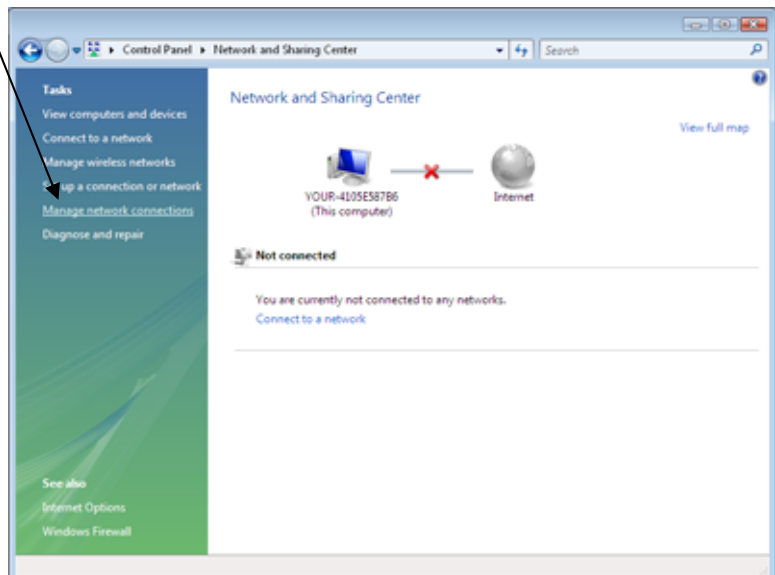 Control Panel Network and Sharing Center Search
Tasks
View computers and devices
Connect to a network
Manage wireless networks
up a connection or network
Manage network connections
Diagnose and repair
See also
Internet Options
Windows Firewall
Network and Sharing Center
View full map
YOUR-4105E587B6
(This computer)
Internet
Not connected
You are currently not connected to any networks.
Connect to a network